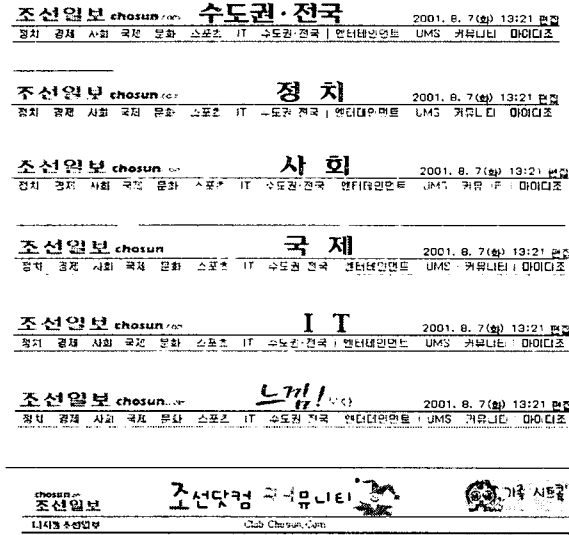 조선일보 chosun.com 수도권·전국 2001. 8. 7(화) 13:21 편집
정치 경제 사회 국제 문화 스포츠 IT 수도권·전국 | 엔터테인먼트 UMS 커뮤니티 마이디조
조선일보 chosun.com 정 치 2001. 8. 7(화) 13:21 편집
정치 경제 사회 국제 문화 스포츠 IT 수도권·전국 | 엔터테인먼트 UMS 커뮤니티 마이디조
조선일보 chosun 사 회 2001. 8. 7(화) 13:21 편집
정치 경제 사회 국제 문화 스포츠 IT 수도권·전국 엔터테인먼트 UMS 커뮤니티 | 마이디조
조선일보 chosun 국 제 2001. 8. 7(화) 13:21 편집
정치 경제 사회 국제 문화 스포츠 IT 수도권 전국 엔터테인먼트 UMS 커뮤니티 | 마이디조
조선일보 chosun.com I T 2001. 8. 7(화) 13:21 편집
정치 경제 사회 국제 문화 스포츠 IT 수도권·전국 | 엔터테인먼트 UMS 커뮤니티 | 마이디조
조선일보 chosun 느낌! 2001. 8. 7(화) 13:21 편집
정치 경제 사회 국제 문화 스포츠 IT 수도권 전국 엔터테인먼트 | UMS 커뮤니티 마이디조
chosun
조선일보 조선닷컴 커뮤니티
디지틀조선일보 Club Chosun.Com